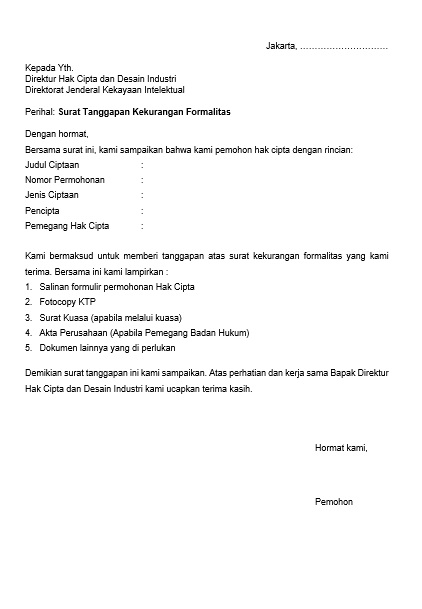 Jakarta, …………………………
Kepada Yth.
Direktur Hak Cipta dan Desain Industri
Direktorat Jenderal Kekayaan Intelektual
Perihal: Surat Tanggapan Kekurangan Formalitas
Dengan hormat,
Bersama surat ini, kami sampaikan bahwa kami pemohon hak cipta dengan rincian:
Judul Ciptaan :
Nomor Permohonan :
Jenis Ciptaan :
Pencipta :
Pemegang Hak Cipta :
Kami bermaksud untuk memberi tanggapan atas surat kekurangan formalitas yang kami
terima. Bersama ini kami lampirkan :
1. Salinan formulir permohonan Hak Cipta
2. Fotocopy KTP
3. Surat Kuasa (apabila melalui kuasa)
4. Akta Perusahaan (Apabila Pemegang Badan Hukum)
5. Dokumen lainnya yang di perlukan
Demikian surat tanggapan ini kami sampaikan. Atas perhatian dan kerja sama Bapak Direktur
Hak Cipta dan Desain Industri kami ucapkan terima kasih.
Hormat kami,
Pemohon